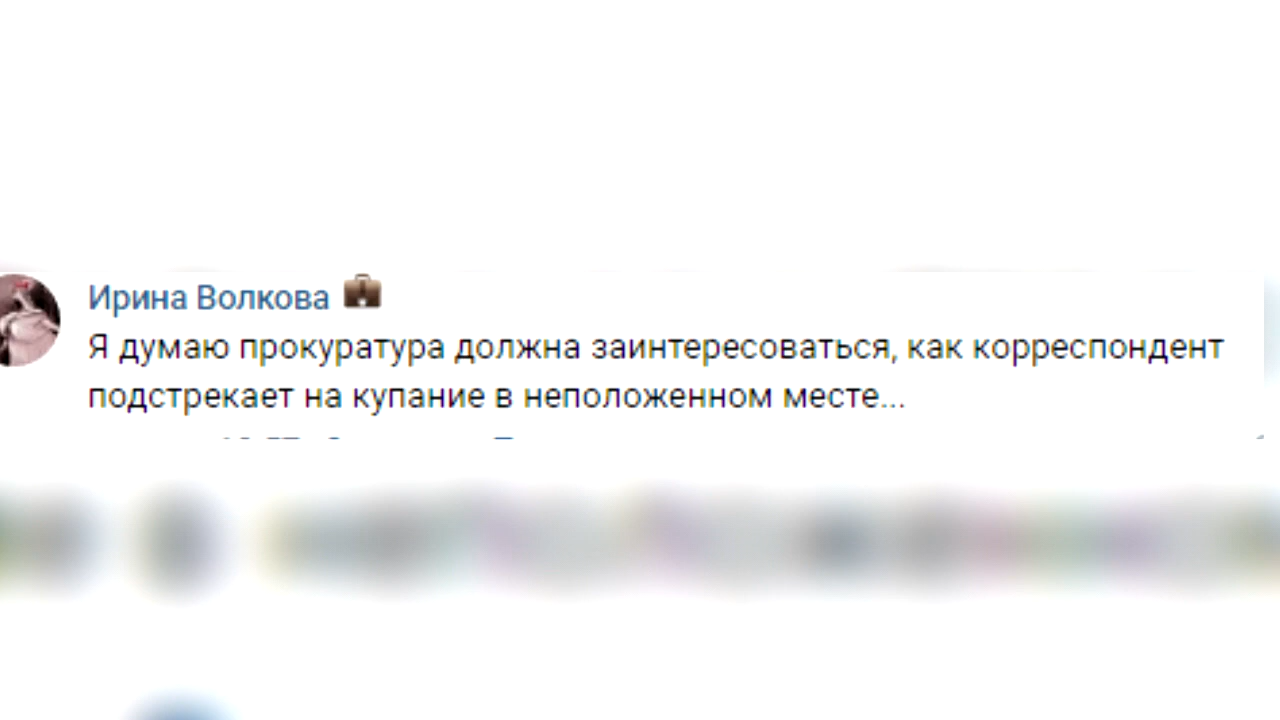 Ирина Волкова
Я думаю прокуратура должна заинтересоваться, как корреспондент
подстрекает на купание в неположенном месте...